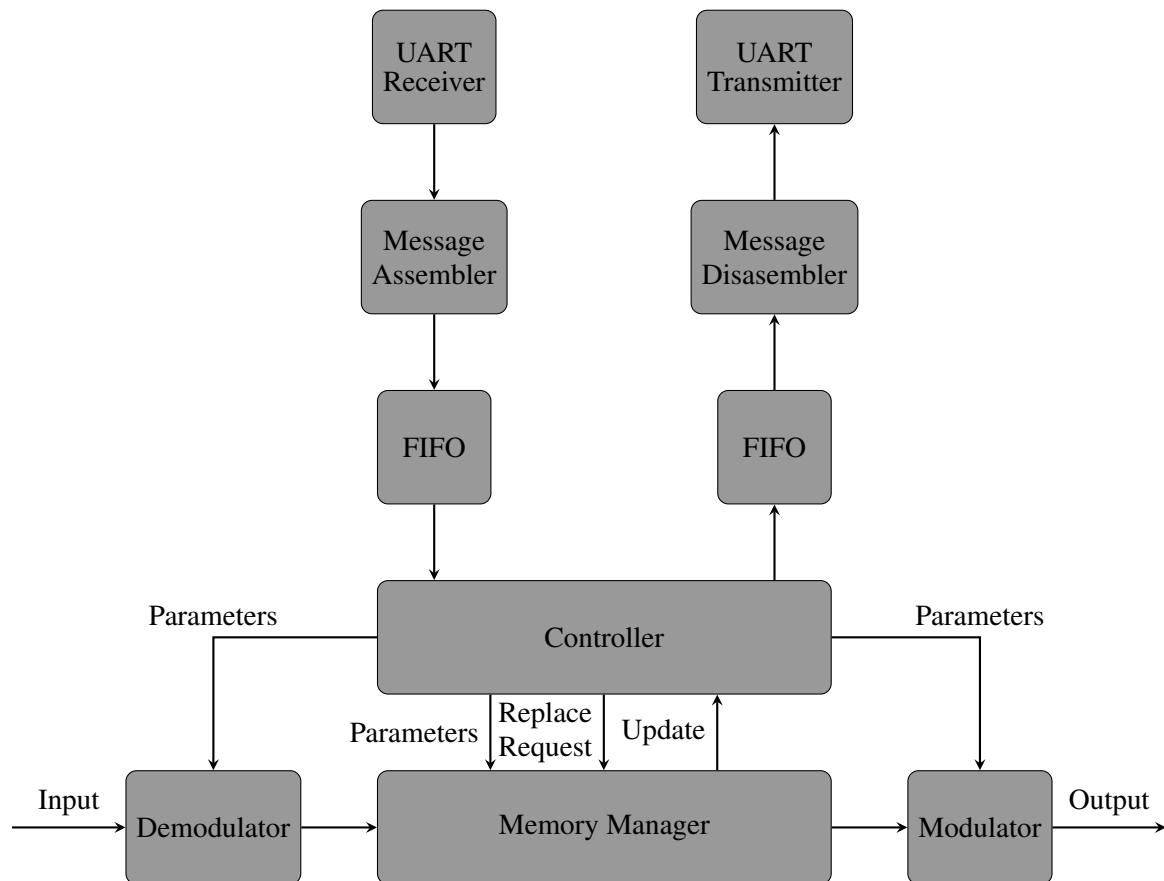 UART
Receiver
UART
Transmitter
Message
Assembler
Message
Disasembler
FIFO
FIFO
Parameters
Controller
Parameters
Parameters
Replace
Request
Update
Input
Demodulator
Memory Manager
Modulator
Output